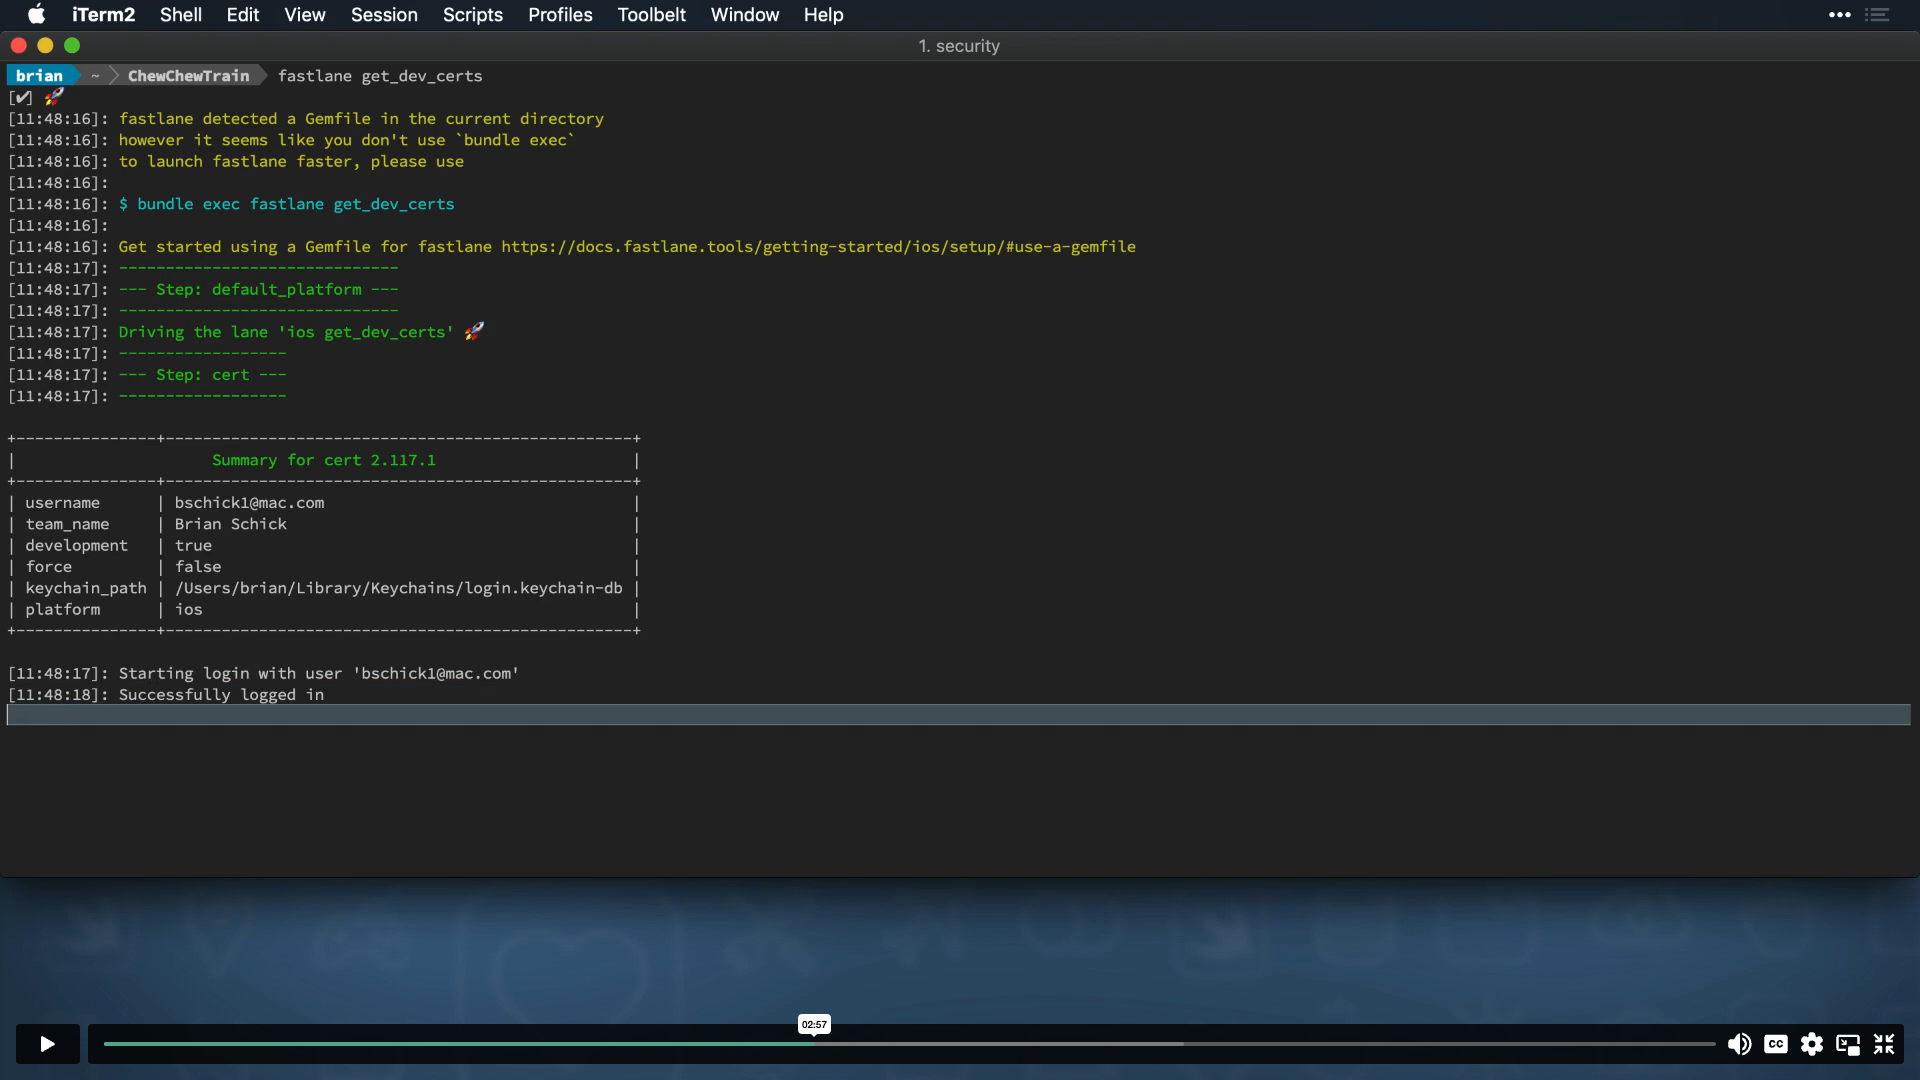 iTerm2 Shell Edit View Session Scripts Profiles Toolbelt Window Help
1. security
brian ~ ChewChewTrain fastlane get_dev_certs
[✔] 🚀
[11:48:16]: fastlane detected a Gemfile in the current directory
[11:48:16]: however it seems like you don't use `bundle exec`
[11:48:16]: to launch fastlane faster, please use
[11:48:16]:
[11:48:16]: $ bundle exec fastlane get_dev_certs
[11:48:16]:
[11:48:16]: Get started using a Gemfile for fastlane https://docs.fastlane.tools/getting-started/ios/setup/#use-a-gemfile
[11:48:17]: ------------------------------
[11:48:17]: --- Step: default_platform ---
[11:48:17]: ------------------------------
[11:48:17]: Driving the lane 'ios get_dev_certs' 🚀
[11:48:17]: ------------------
[11:48:17]: --- Step: cert ---
[11:48:17]: ------------------
+---------------+--------------------------------------------------+
| Summary for cert 2.117.1 |
+---------------+--------------------------------------------------+
| username | bschick1@mac.com |
| team_name | Brian Schick |
| development | true |
| force | false |
| keychain_path | /Users/brian/Library/Keychains/login.keychain-db |
| platform | ios |
+---------------+--------------------------------------------------+
[11:48:17]: Starting login with user 'bschick1@mac.com'
[11:48:18]: Successfully logged in
02:57
CC